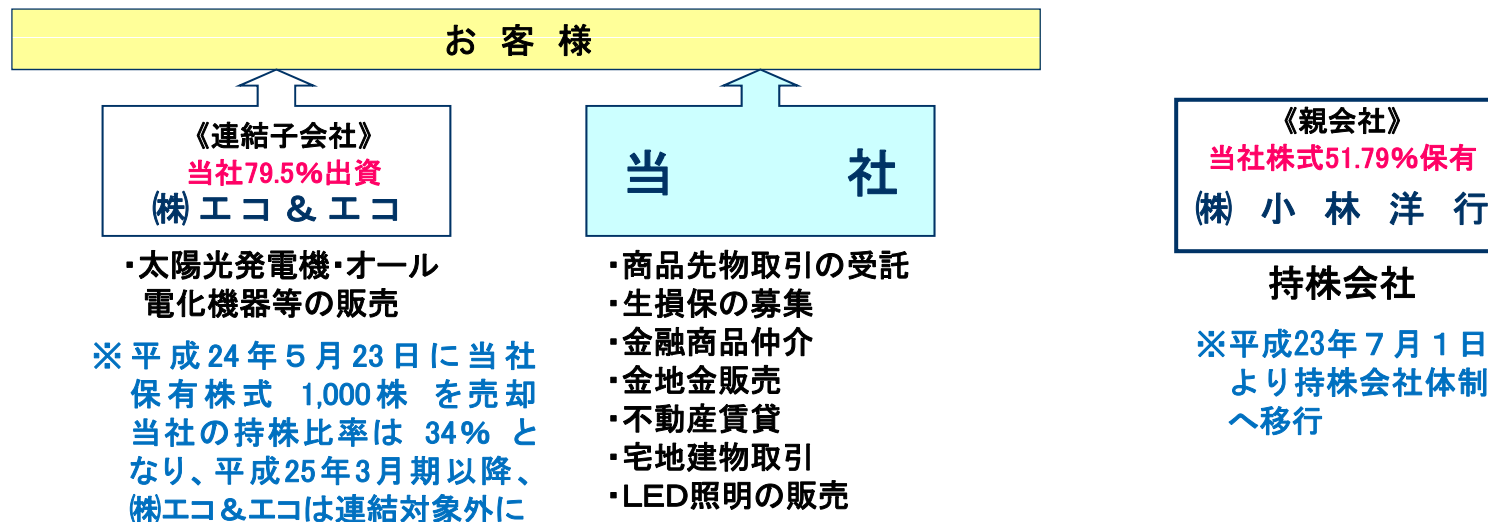 お 客 様
《連結子会社》
当社79.5%出資
㈱ エ コ ＆ エ コ
・太陽光発電機・オール
電化機器等の販売
※平成24年５月23日に当社
保有株式 1,000株 を売却
当社の持株比率は 34% と
なり、平成25年3月期以降、
㈱エコ＆エコは連結対象外に
当 社
・商品先物取引の受託
・生損保の募集
・金融商品仲介
・金地金販売
・不動産賃貸
・宅地建物取引
・LED照明の販売
《親会社》
当社株式51.79%保有
㈱ 小 林 洋 行
持株会社
※平成23年７月１日
より持株会社体制
へ移行